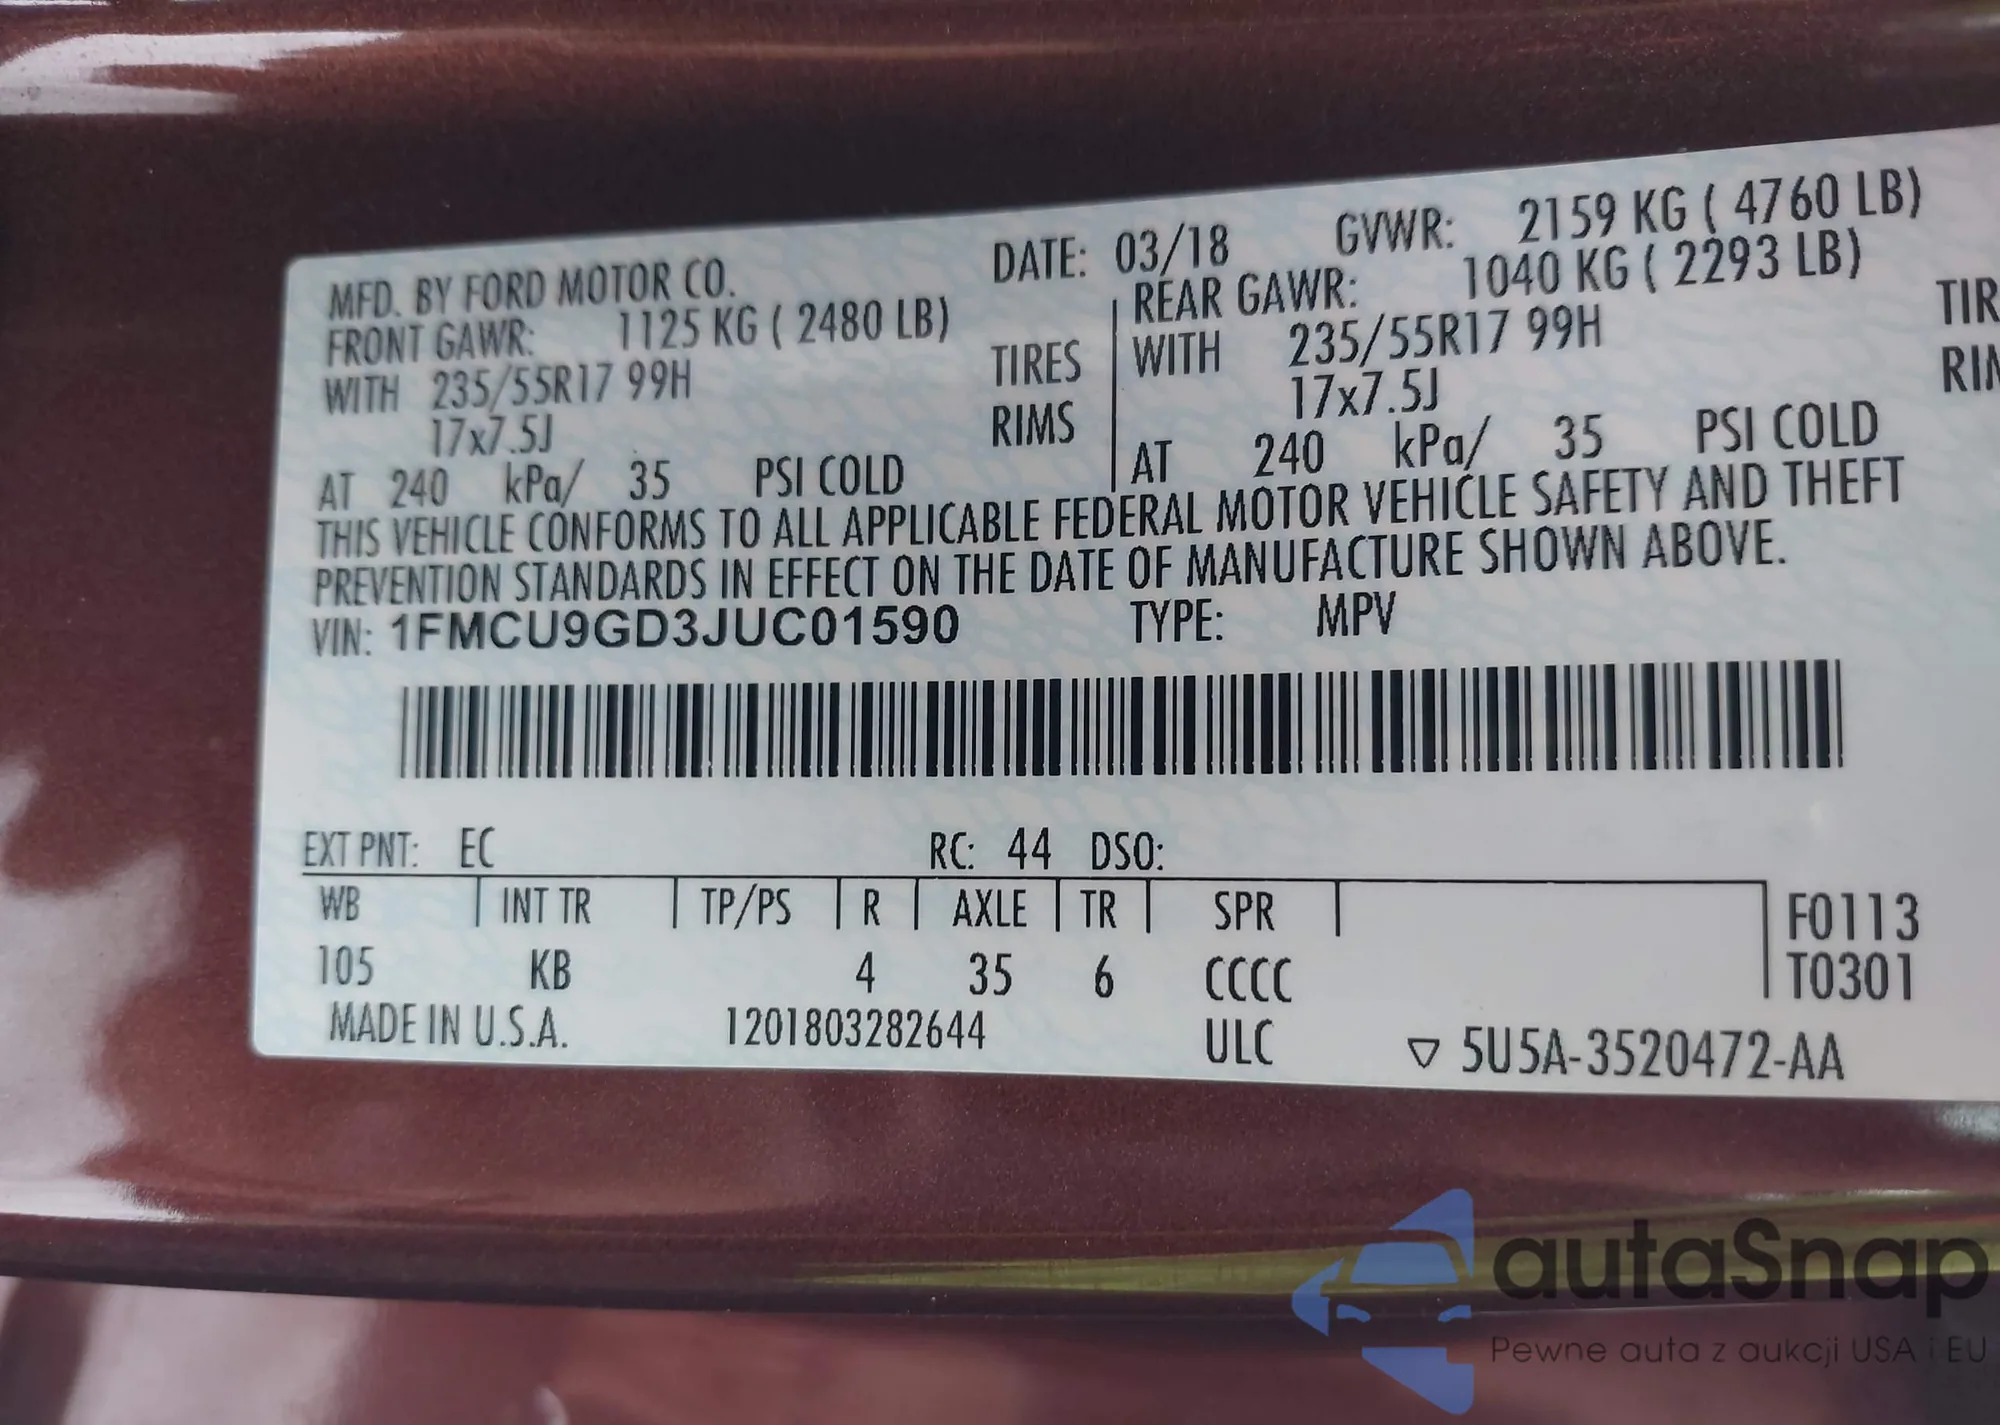 MFD. BY FORD MOTOR CO. DATE: 03/18 GVWR: 2159 KG ( 4760 LB)
FRONT GAWR: 1125 KG ( 2480 LB) REAR GAWR: 1040 KG ( 2293 LB)
WITH 235/55R17 99H TIRES WITH 235/55R17 99H TIR
17x7.5J RIMS 17x7.5J RIM
AT 240 kPa/ 35 PSI COLD AT 240 kPa/ 35 PSI COLD
THIS VEHICLE CONFORMS TO ALL APPLICABLE FEDERAL MOTOR VEHICLE SAFETY AND THEFT
PREVENTION STANDARDS IN EFFECT ON THE DATE OF MANUFACTURE SHOWN ABOVE.
VIN: 1FMCU9GD3JUC01590 TYPE: MPV
EXT PNT: EC RC: 44 DSO:
WB INT TR TP/PS R AXLE TR SPR F0113
105 KB 4 35 6 CCCC T0301
MADE IN U.S.A. 1201803282644 ULC ▽ 5U5A-3520472-AA
autaSnap
Pewne auta z aukcji USA i EU